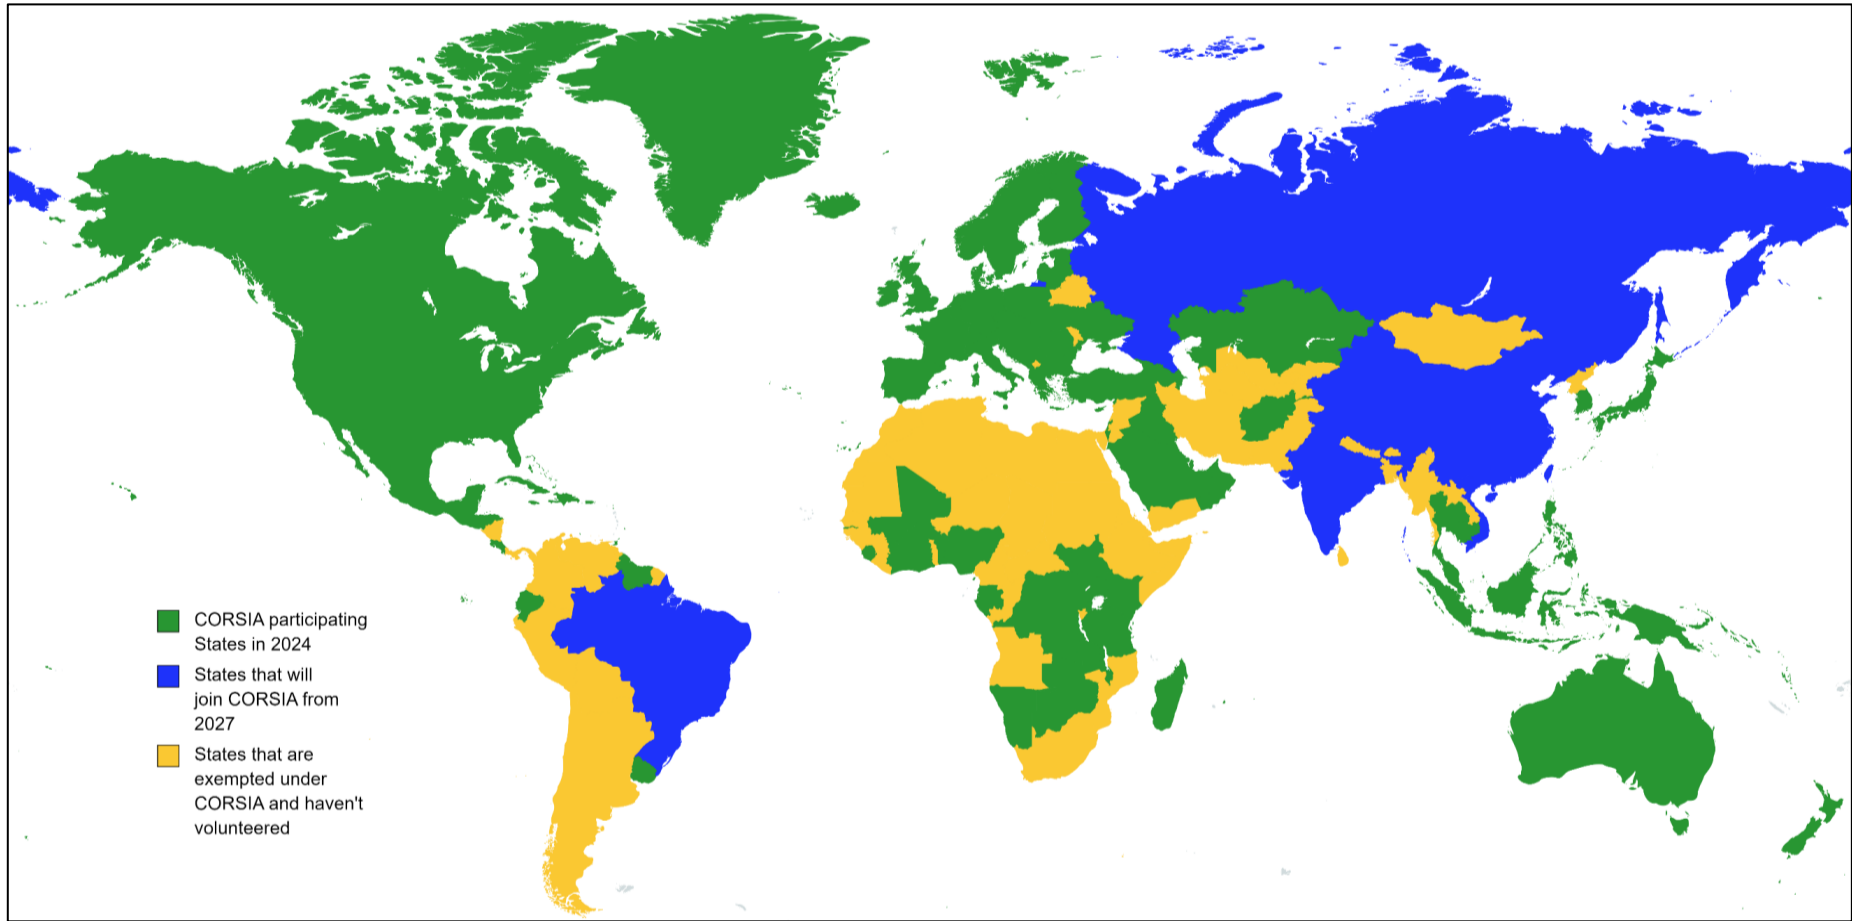 CORSIA participating
States in 2024
States that will
join CORSIA from
2027
States that are
exempted under
CORSIA and haven't
volunteered